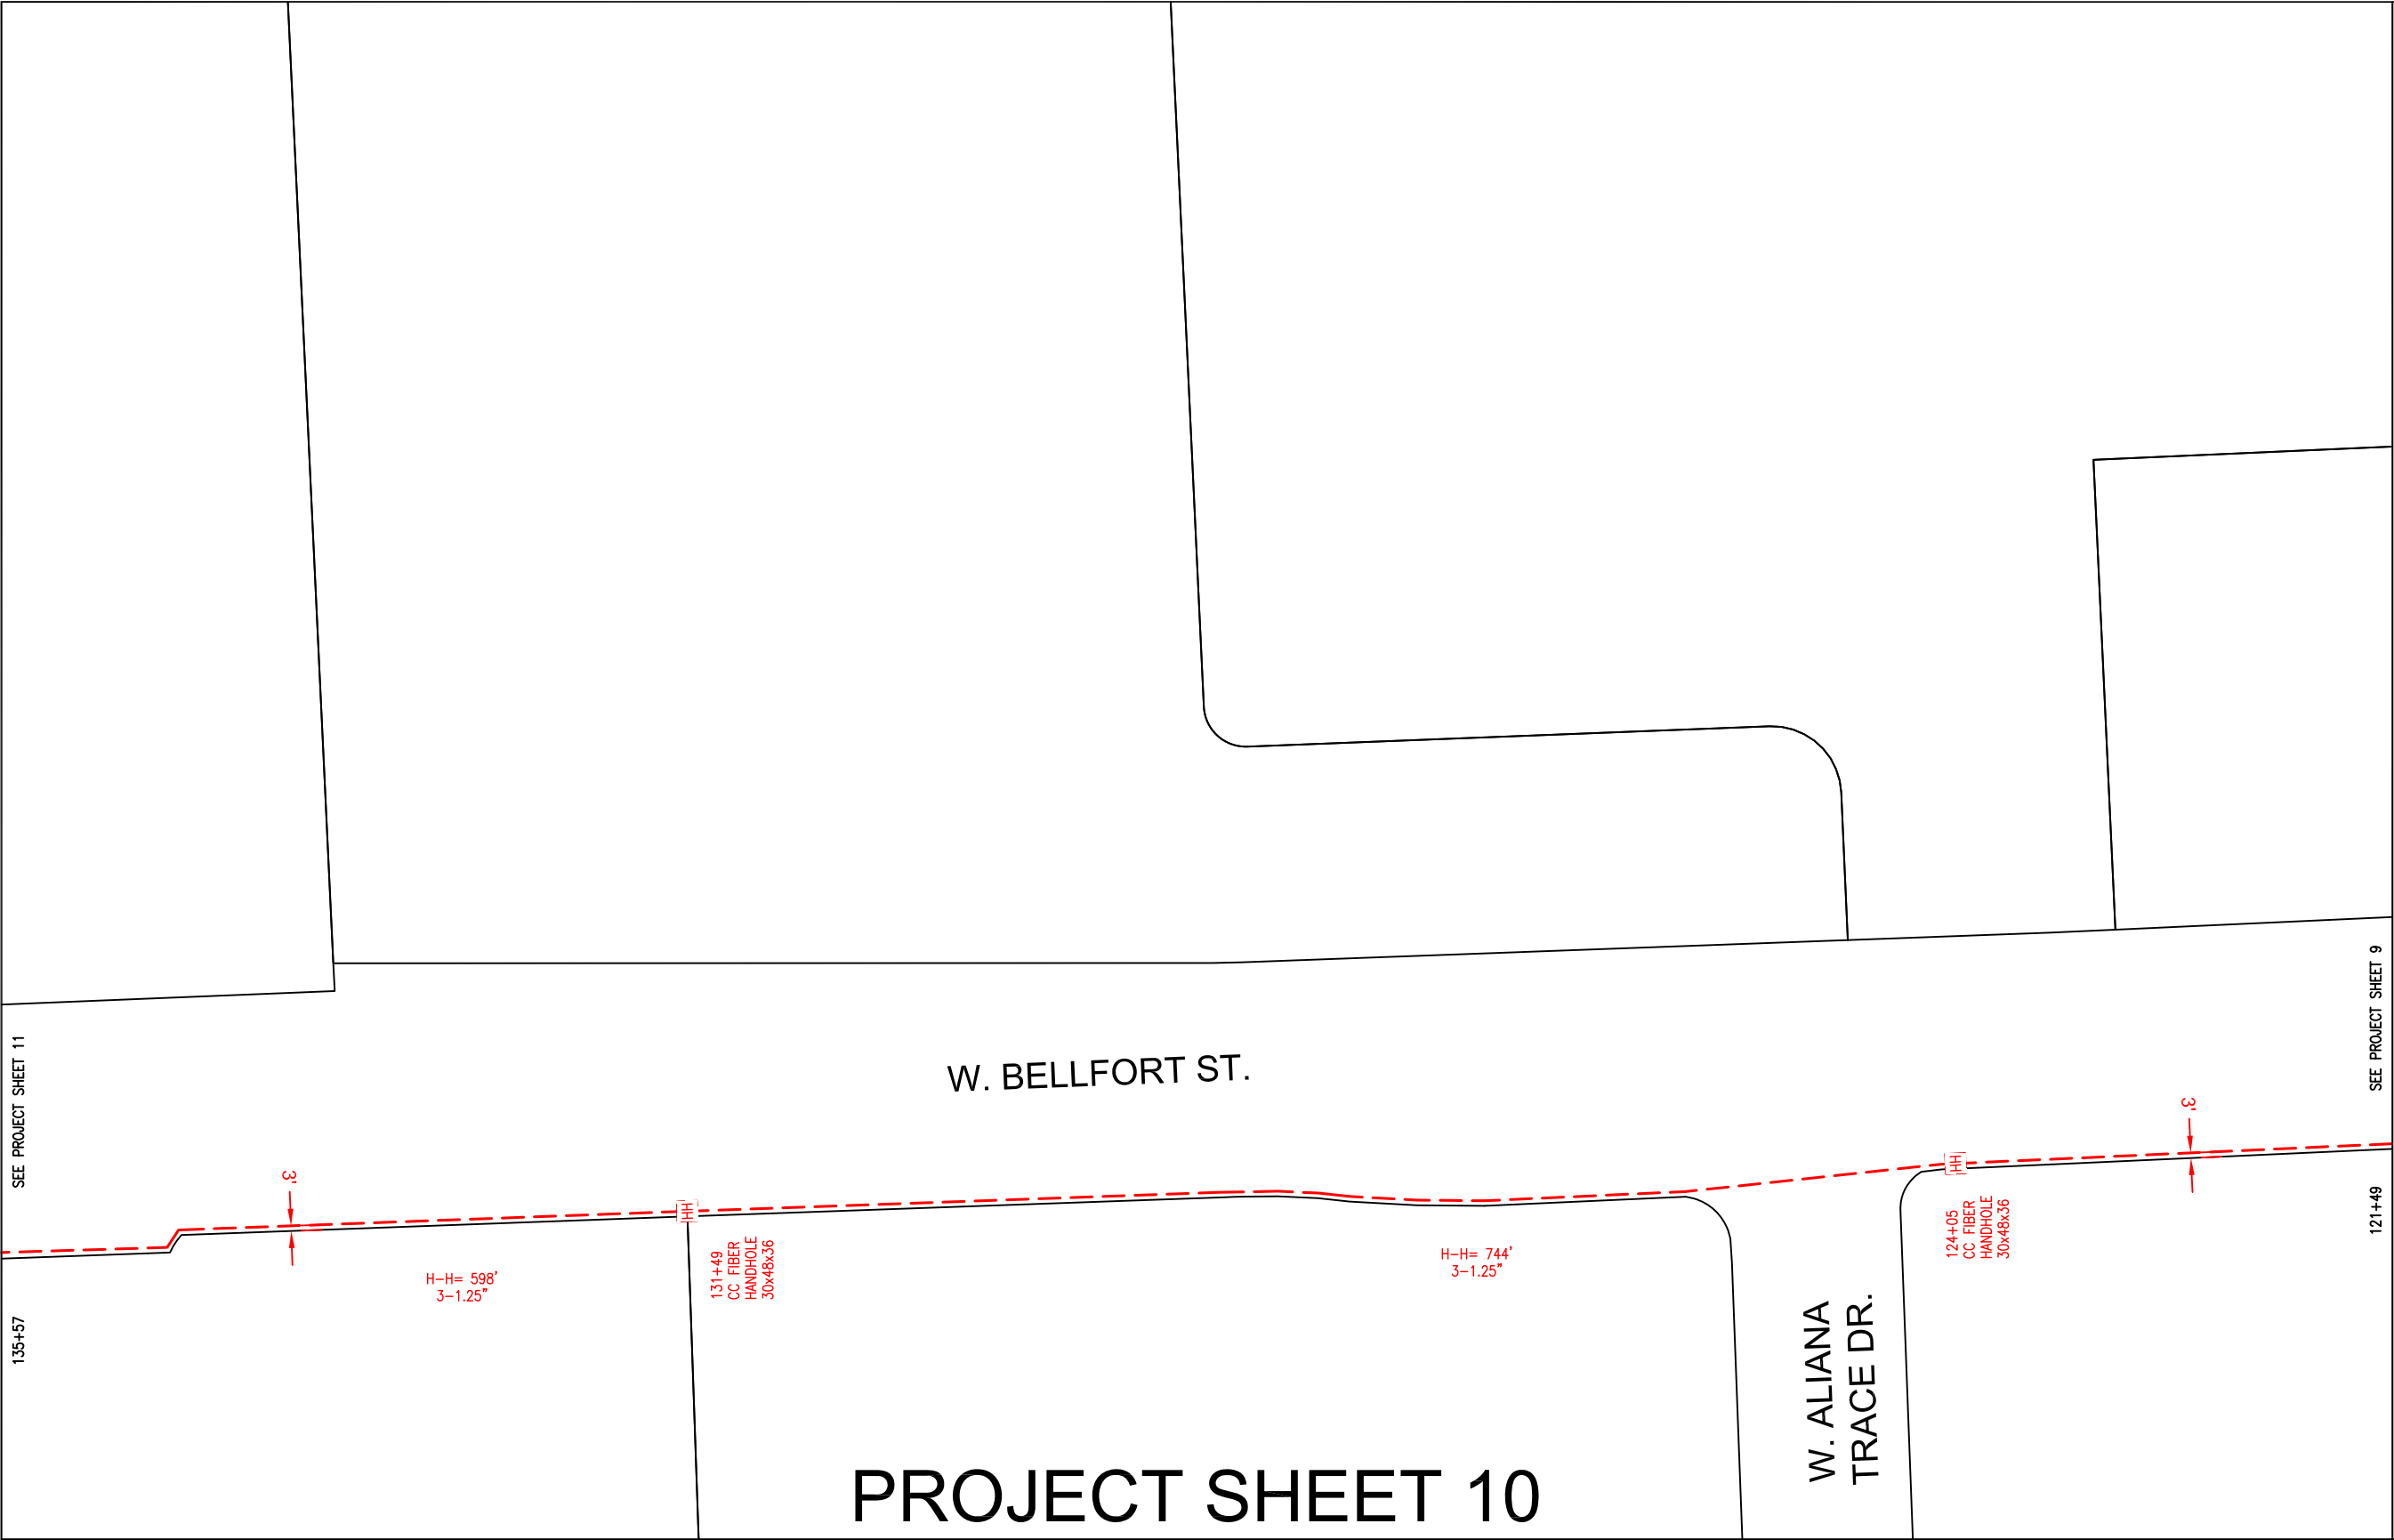 SEE PROJECT SHEET 11
135+57
3'
H-H= 598'
3-1.25"
HH
131+49
CC FIBER
HANDHOLE
30x48x36
W. BELLFORT ST.
H-H= 744'
3-1.25"
HH
124+05
CC FIBER
HANDHOLE
30x48x36
W. ALIANA
TRACE DR.
3'
SEE PROJECT SHEET 9
121+49
PROJECT SHEET 10